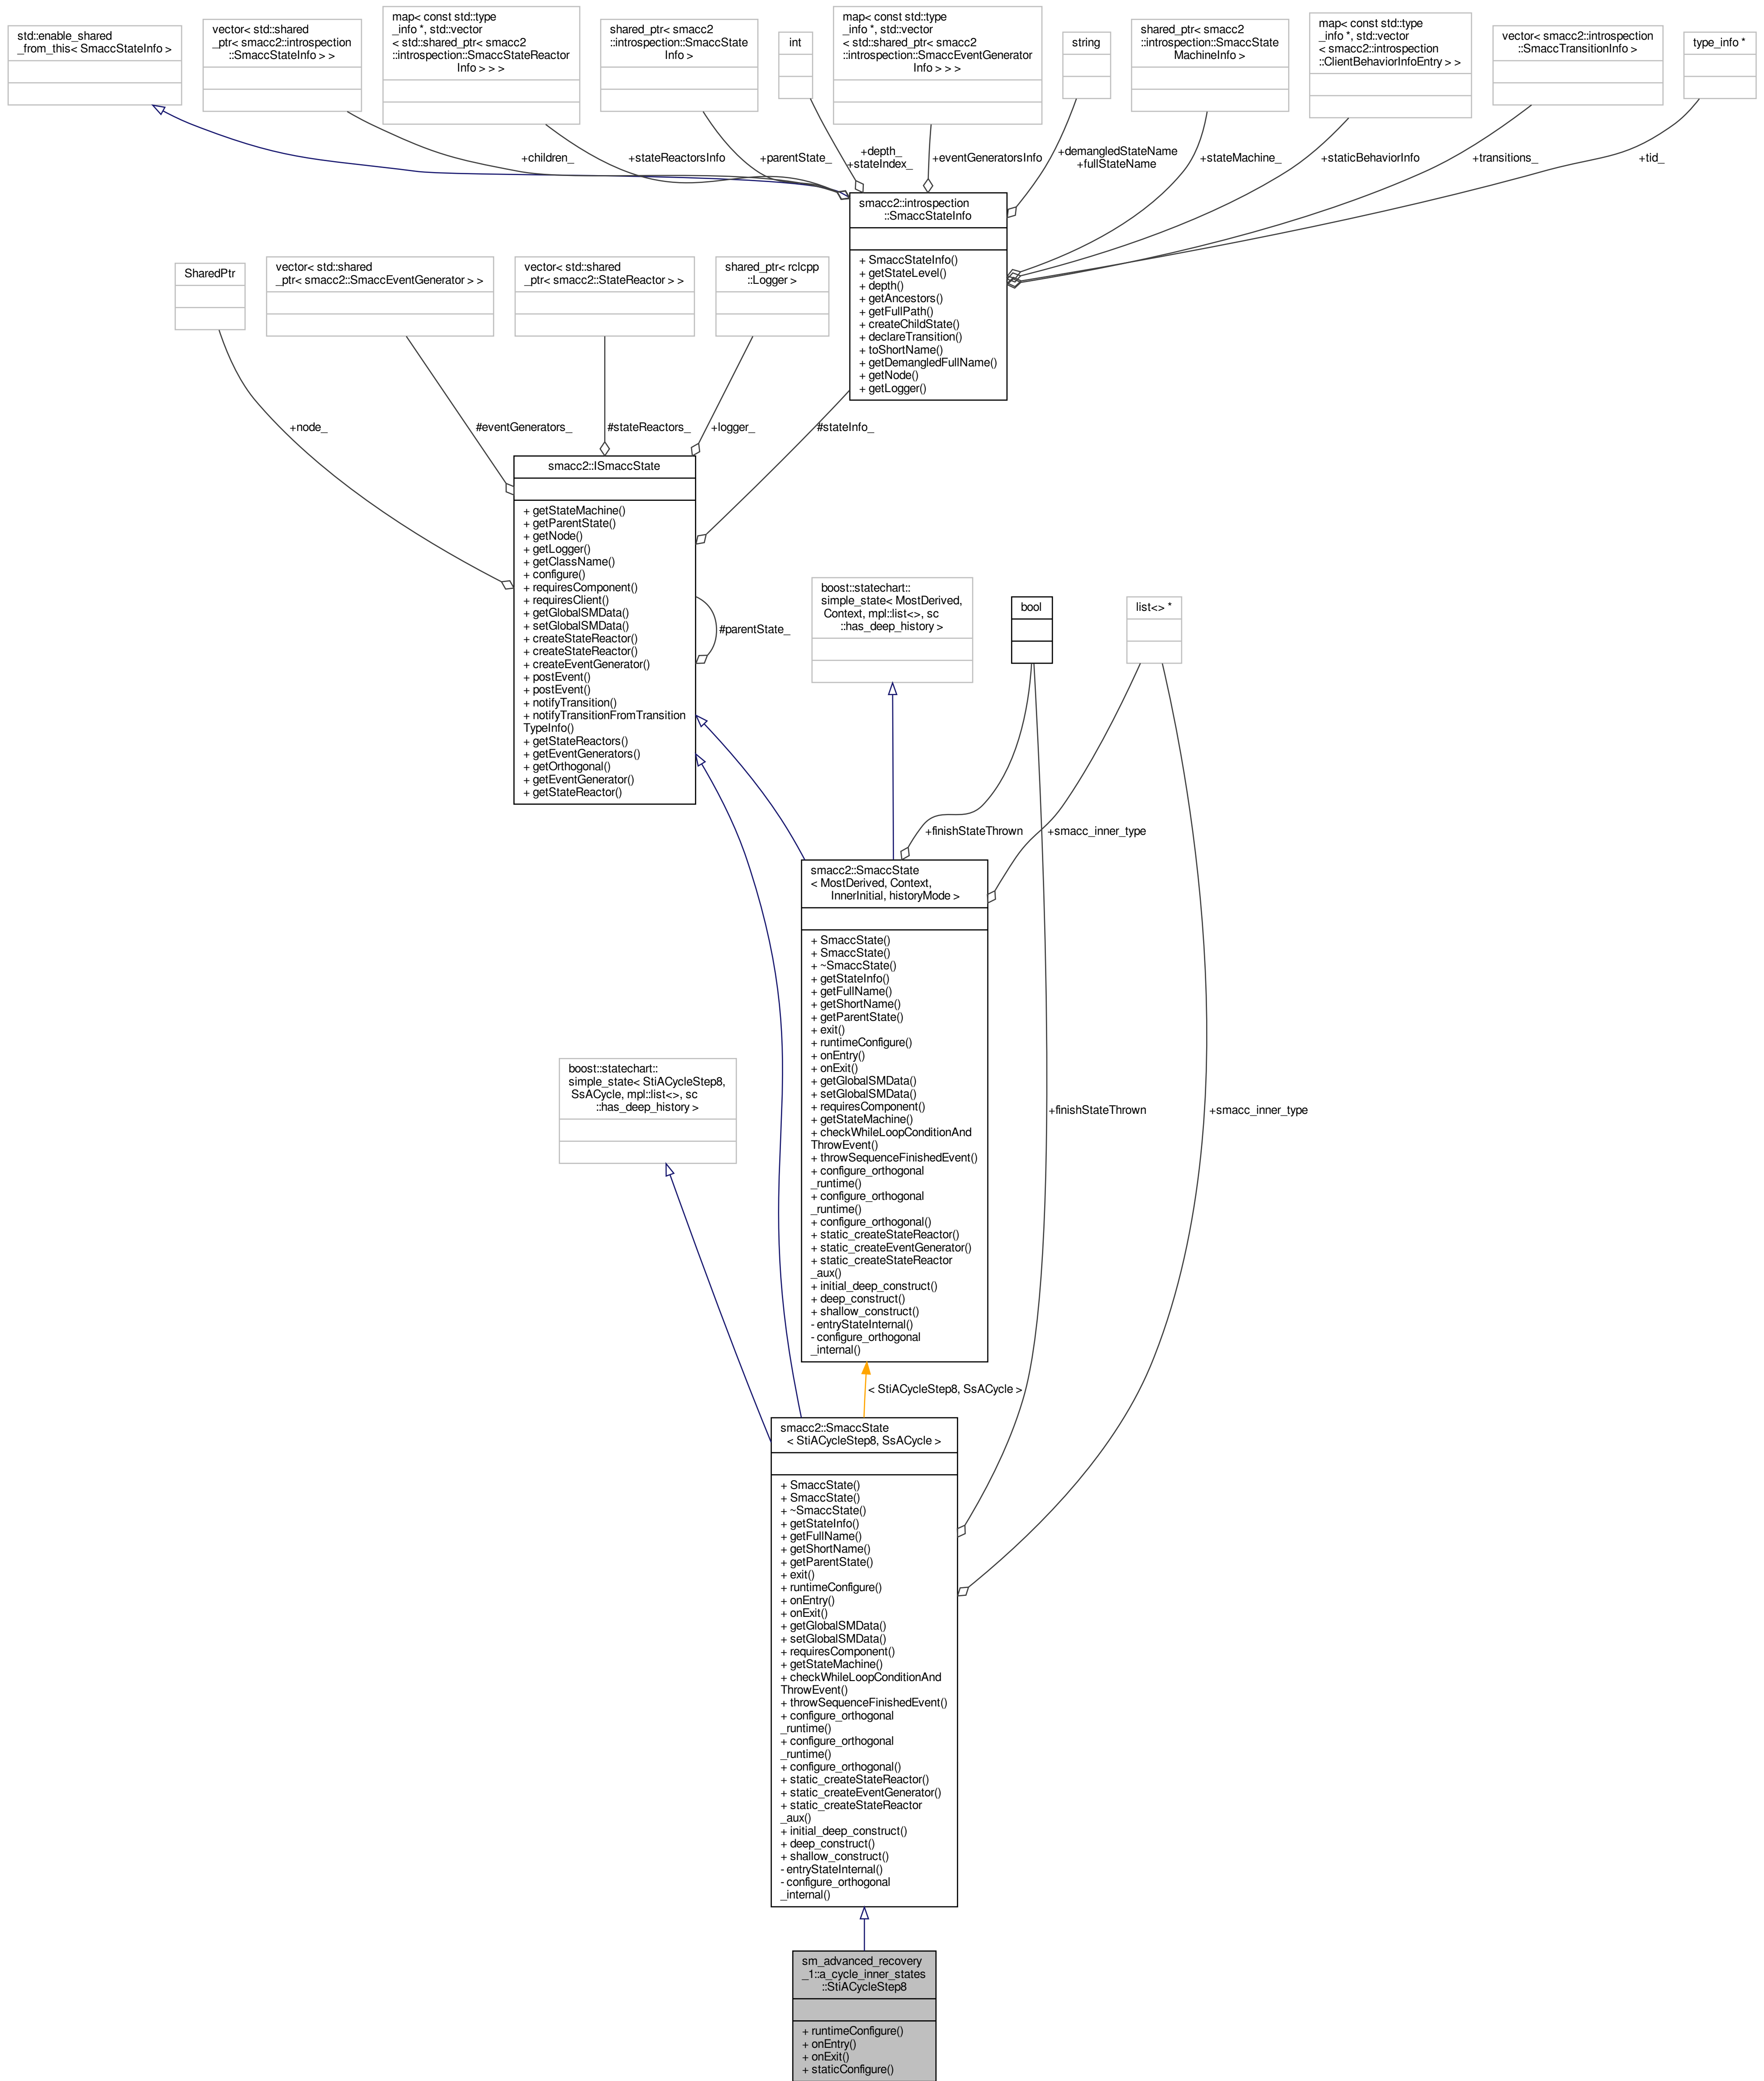 std::enable_shared
_from_this< SmaccStateInfo >
vector< std::shared
_ptr< smacc2::introspection
::SmaccStateInfo > >
map< const std::type
_info *, std::vector
< std::shared_ptr< smacc2
::introspection::SmaccStateReactor
Info > > >
shared_ptr< smacc2
::introspection::SmaccState
Info >
int
map< const std::type
_info *, std::vector
< std::shared_ptr< smacc2
::introspection::SmaccEventGenerator
Info > > >
string
shared_ptr< smacc2
::introspection::SmaccState
MachineInfo >
map< const std::type
_info *, std::vector
< smacc2::introspection
::ClientBehaviorInfoEntry > >
vector< smacc2::introspection
::SmaccTransitionInfo >
type_info *
+children_
+stateReactorsInfo
+parentState_
+depth_
+stateIndex_
+eventGeneratorsInfo
+demangledStateName
+fullStateName
+stateMachine_
+staticBehaviorInfo
+transitions_
+tid_
smacc2::introspection
::SmaccStateInfo
+ SmaccStateInfo()
+ getStateLevel()
+ depth()
+ getAncestors()
+ getFullPath()
+ createChildState()
+ declareTransition()
+ toShortName()
+ getDemangledFullName()
+ getNode()
+ getLogger()
SharedPtr
vector< std::shared
_ptr< smacc2::SmaccEventGenerator > >
vector< std::shared
_ptr< smacc2::StateReactor > >
shared_ptr< rclcpp
::Logger >
+node_
#eventGenerators_
#stateReactors_
+logger_
#stateInfo_
smacc2::ISmaccState
+ getStateMachine()
+ getParentState()
+ getNode()
+ getLogger()
+ getClassName()
+ configure()
+ requiresComponent()
+ requiresClient()
+ getGlobalSMData()
+ setGlobalSMData()
+ createStateReactor()
+ createStateReactor()
+ createEventGenerator()
+ postEvent()
+ postEvent()
+ notifyTransition()
+ notifyTransitionFromTransition
TypeInfo()
+ getStateReactors()
+ getEventGenerators()
+ getOrthogonal()
+ getEventGenerator()
+ getStateReactor()
#parentState_
boost::statechart::
simple_state< MostDerived,
Context, mpl::list<>, sc
::has_deep_history >
bool
list<> *
+finishStateThrown
+smacc_inner_type
smacc2::SmaccState
< MostDerived, Context,
InnerInitial, historyMode >
+ SmaccState()
+ SmaccState()
+ ~SmaccState()
+ getStateInfo()
+ getFullName()
+ getShortName()
+ getParentState()
+ exit()
+ runtimeConfigure()
+ onEntry()
+ onExit()
+ getGlobalSMData()
+ setGlobalSMData()
+ requiresComponent()
+ getStateMachine()
+ checkWhileLoopConditionAnd
ThrowEvent()
+ throwSequenceFinishedEvent()
+ configure_orthogonal
_runtime()
+ configure_orthogonal
_runtime()
+ configure_orthogonal()
+ static_createStateReactor()
+ static_createEventGenerator()
+ static_createStateReactor
_aux()
+ initial_deep_construct()
+ deep_construct()
+ shallow_construct()
- entryStateInternal()
- configure_orthogonal
_internal()
boost::statechart::
simple_state< StiACycleStep8,
SsACycle, mpl::list<>, sc
::has_deep_history >
+finishStateThrown
+smacc_inner_type
< StiACycleStep8, SsACycle >
smacc2::SmaccState
< StiACycleStep8, SsACycle >
+ SmaccState()
+ SmaccState()
+ ~SmaccState()
+ getStateInfo()
+ getFullName()
+ getShortName()
+ getParentState()
+ exit()
+ runtimeConfigure()
+ onEntry()
+ onExit()
+ getGlobalSMData()
+ setGlobalSMData()
+ requiresComponent()
+ getStateMachine()
+ checkWhileLoopConditionAnd
ThrowEvent()
+ throwSequenceFinishedEvent()
+ configure_orthogonal
_runtime()
+ configure_orthogonal
_runtime()
+ configure_orthogonal()
+ static_createStateReactor()
+ static_createEventGenerator()
+ static_createStateReactor
_aux()
+ initial_deep_construct()
+ deep_construct()
+ shallow_construct()
- entryStateInternal()
- configure_orthogonal
_internal()
sm_advanced_recovery
_1::a_cycle_inner_states
::StiACycleStep8
+ runtimeConfigure()
+ onEntry()
+ onExit()
+ staticConfigure()